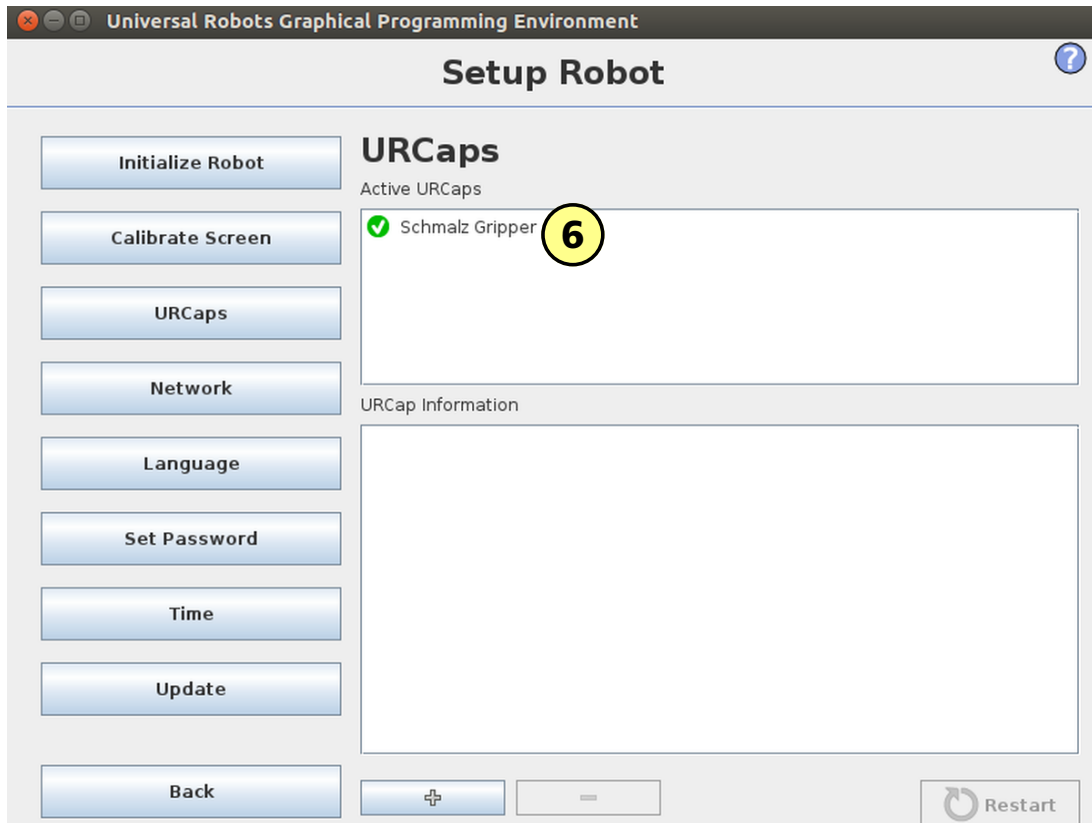 Universal Robots Graphical Programming Environment
Setup Robot
?
Initialize Robot
Calibrate Screen
URCaps
Network
Language
Set Password
Time
Update
Back
URCaps
Active URCaps
Schmalz Gripper
6
URCap Information
Restart